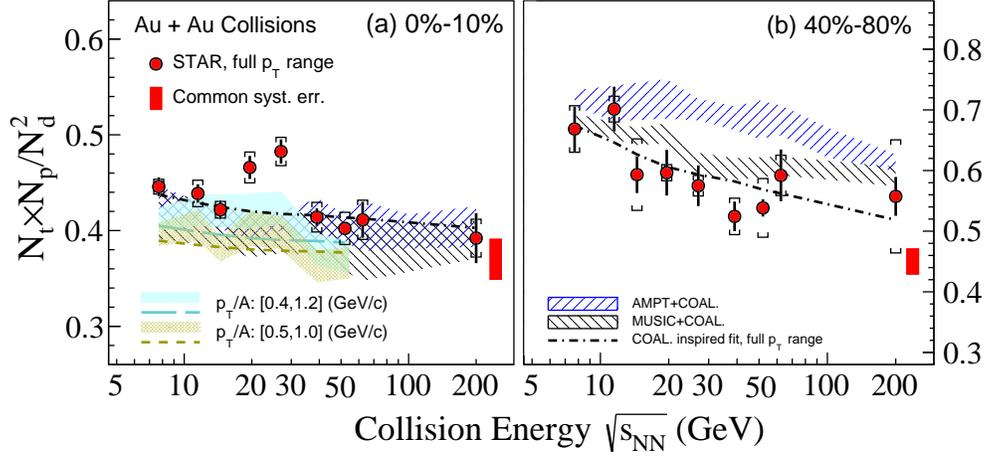 Au + Au Collisions
(a) 0%-10%
STAR, full p_T range
Common syst. err.
p_T/A: [0.4,1.2] (GeV/c)
p_T/A: [0.5,1.0] (GeV/c)
N_t×N_p/N_d^2
0.6
0.5
0.4
0.3
5 10 20 30 100 200
(b) 40%-80%
AMPT+COAL.
MUSIC+COAL.
COAL. inspired fit, full p_T range
0.8
0.7
0.6
0.5
0.4
0.3
5 10 20 30 100 200
Collision Energy √s_NN (GeV)